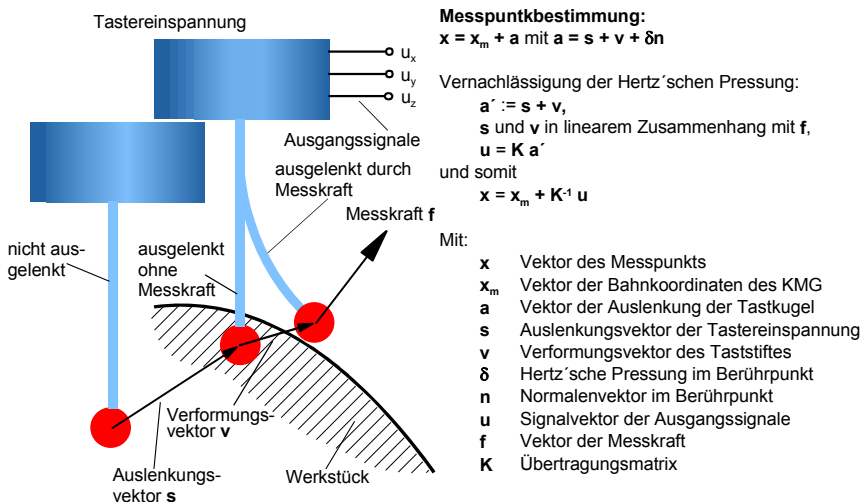 Tastereinspannung
u_x
u_y
u_z
Ausgangssignale
ausgelenkt durch
Messkraft
Messkraft f
nicht aus-
gelenkt
ausgelenkt
ohne
Messkraft
Verformungs-
vektor v
Auslenkungs-
vektor s
Werkstück
Messpuntkbestimmung:
x = x_m + a mit a = s + v + δn
Vernachlässigung der Hertz´schen Pressung:
a´ := s + v,
s und v in linearem Zusammenhang mit f,
u = K a´
und somit
x = x_m + K⁻¹ u
Mit:
x Vektor des Messpunkts
x_m Vektor der Bahnkoordinaten des KMG
a Vektor der Auslenkung der Tastkugel
s Auslenkungsvektor der Tastereinspannung
v Verformungsvektor des Taststiftes
δ Hertz´sche Pressung im Berührpunkt
n Normalenvektor im Berührpunkt
u Signalvektor der Ausgangssignale
f Vektor der Messkraft
K Übertragungsmatrix